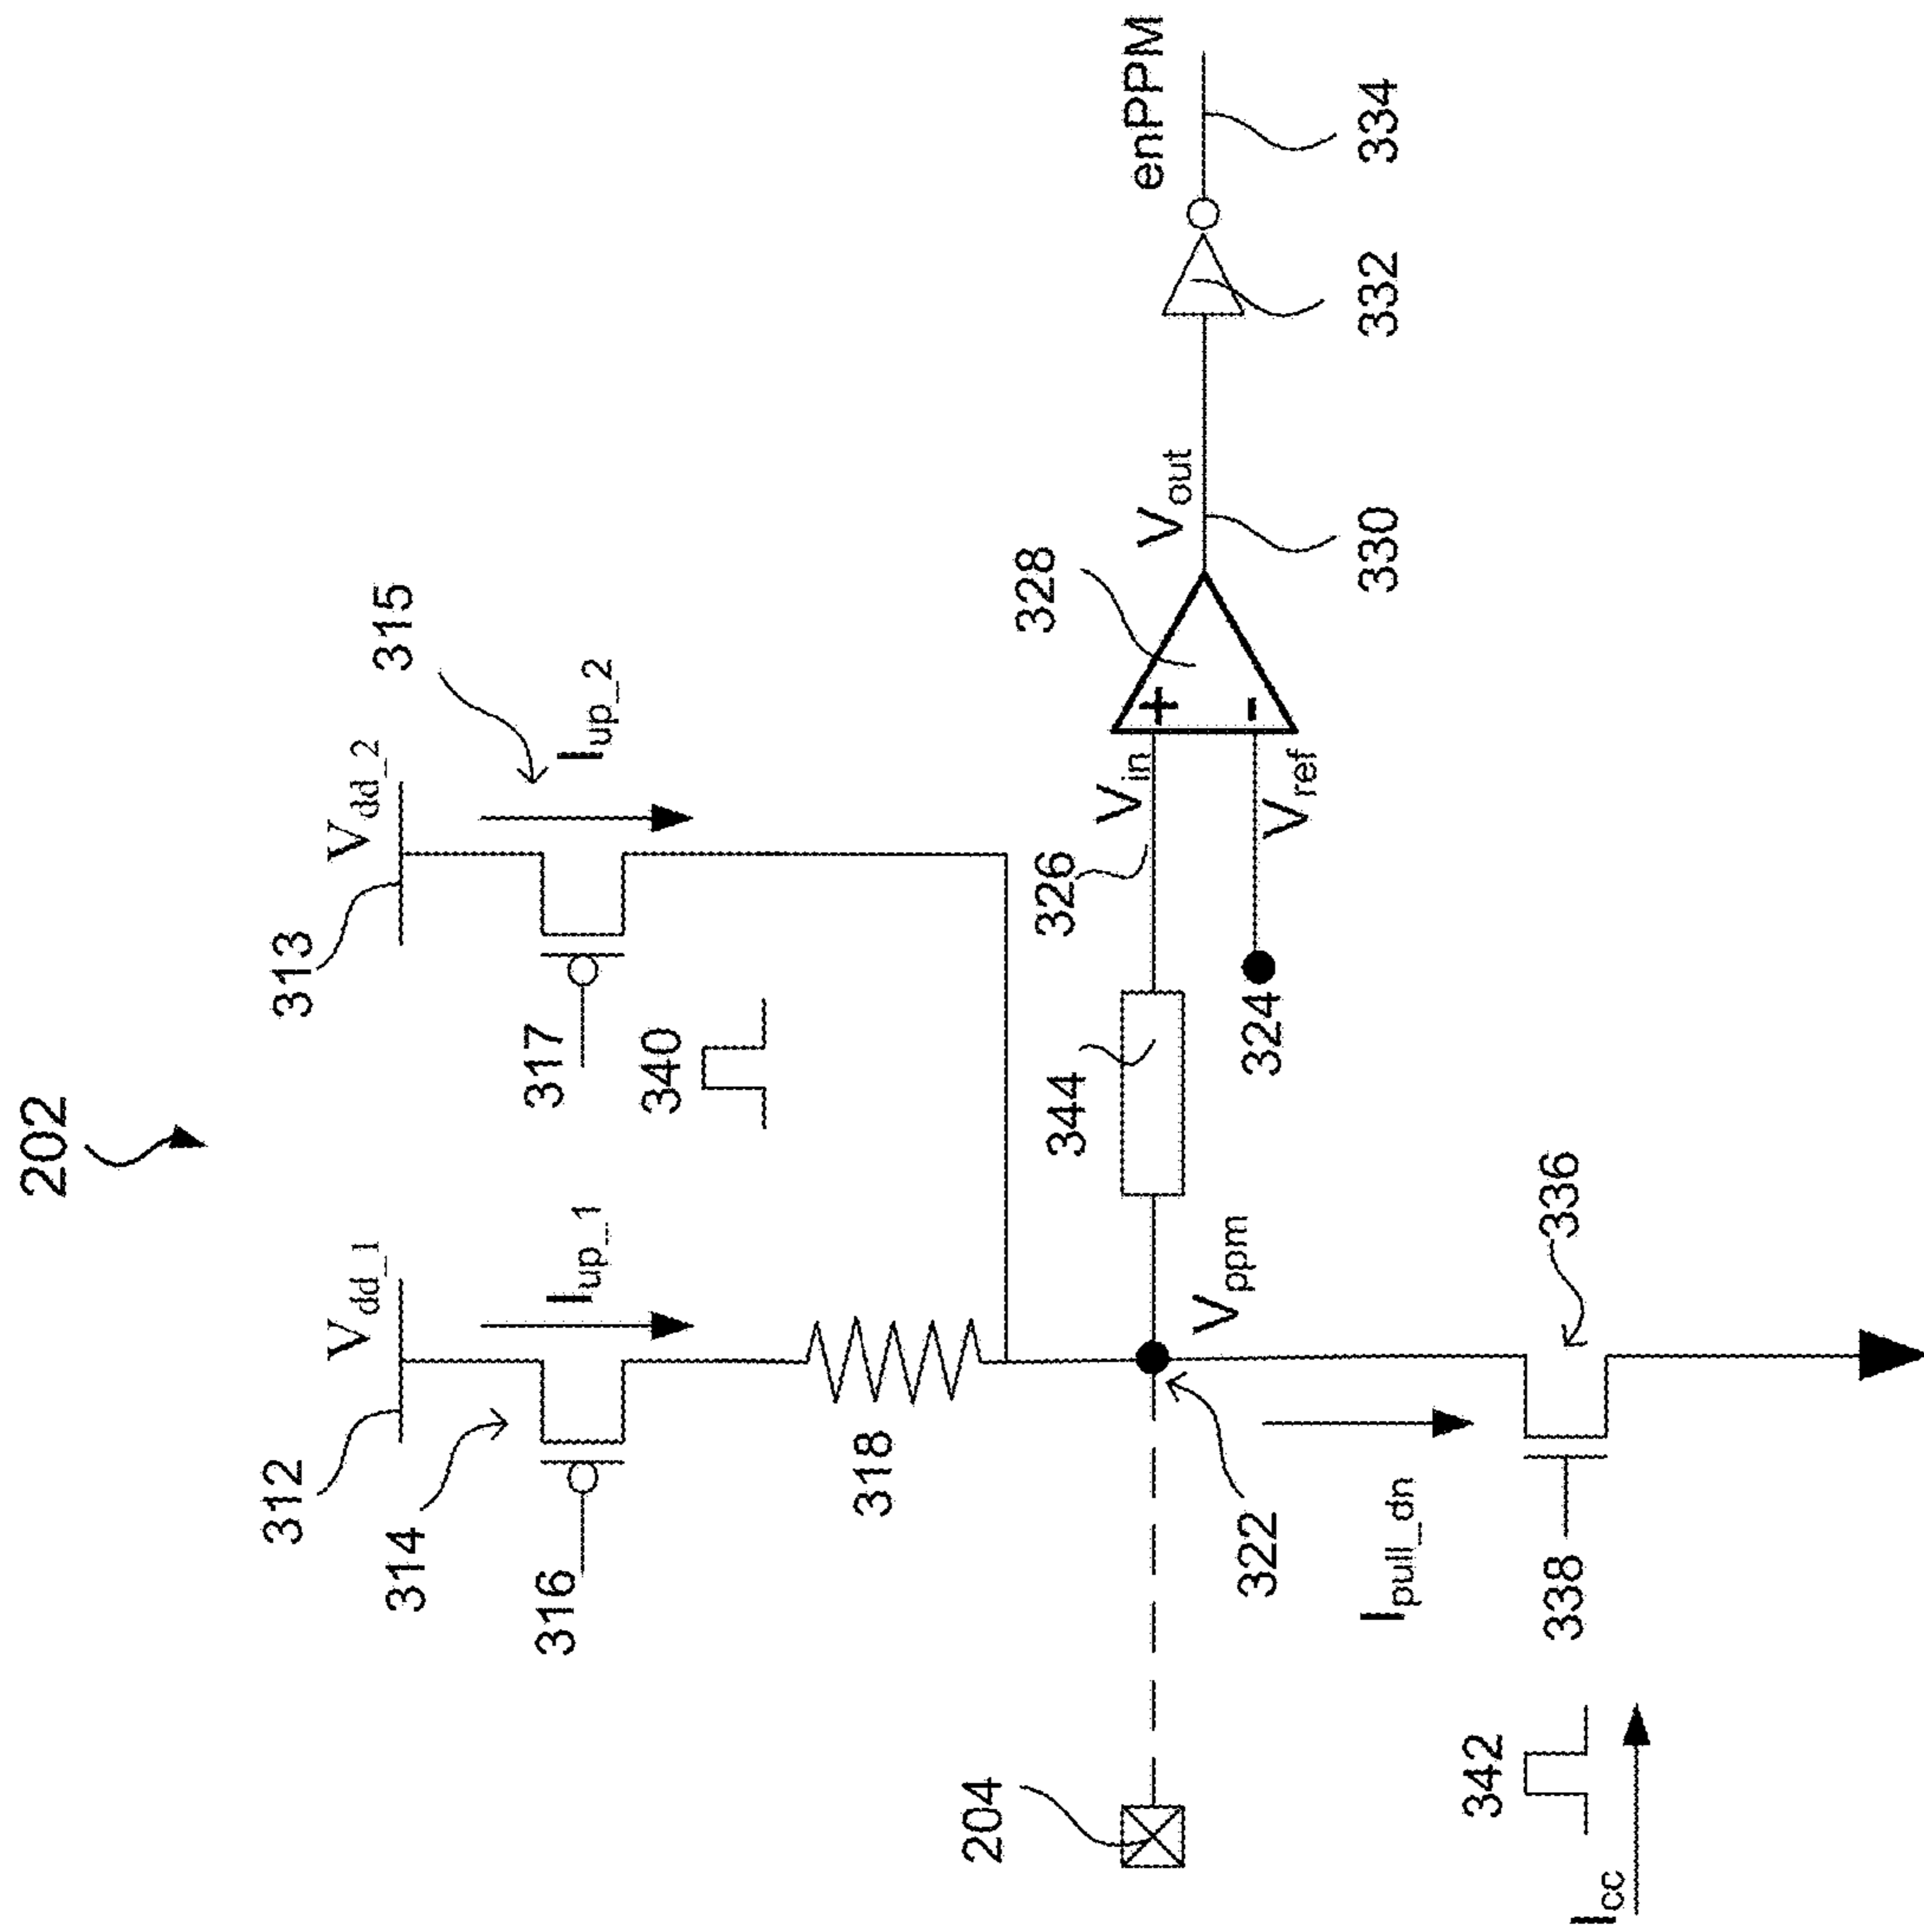 202
312
V_dd_1
313
V_dd_2
315
314
I_up_1
I_up_2
316
317
340
318
328
326
V_in
V_out
enPPM
344
204
V_ppm
324
V_ref
322
330
332
334
I_pull_dn
342
338
336
I_cc
+
-